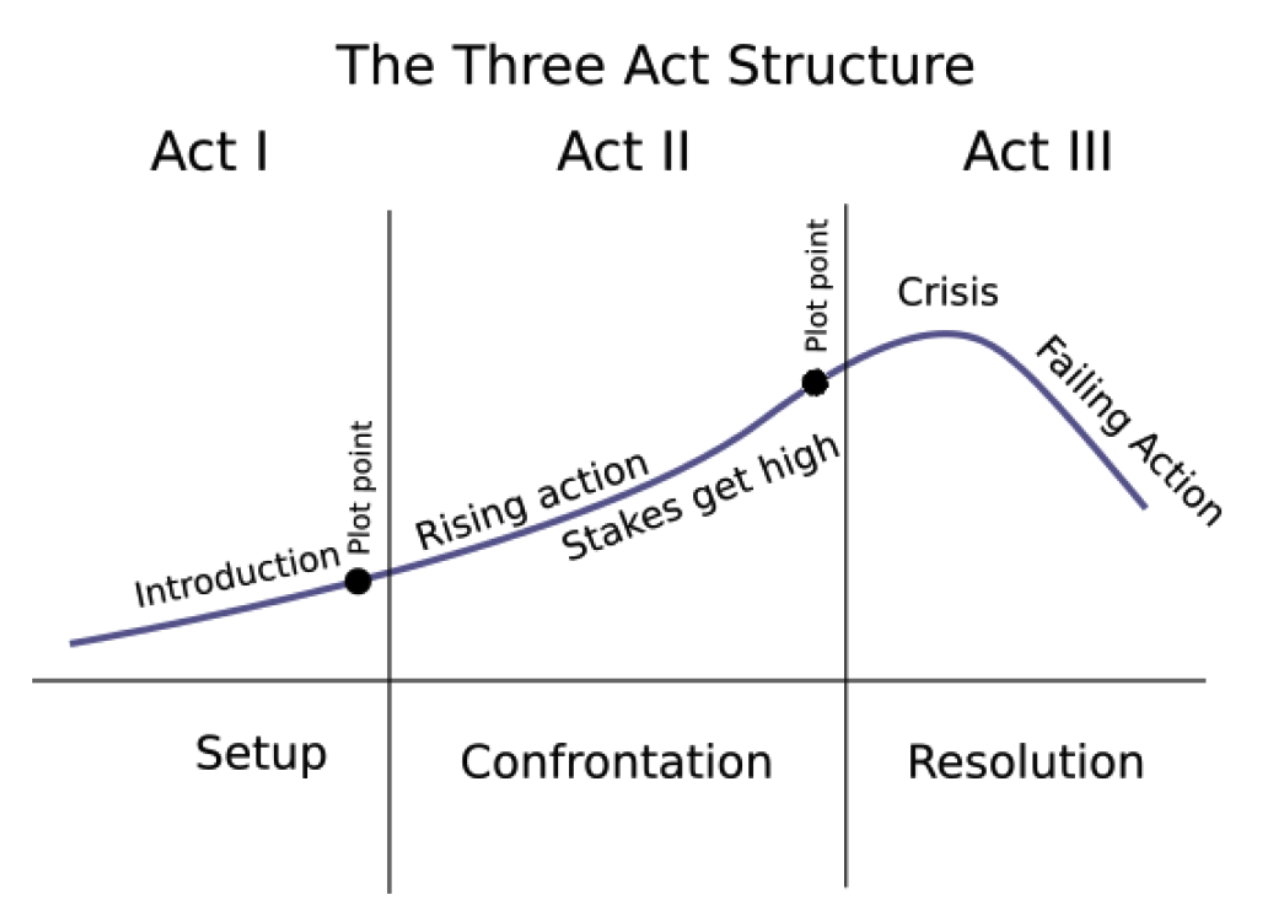 The Three Act Structure
Act I
Act II
Act III
Introduction
Plot point
Rising action
Stakes get high
Plot point
Crisis
Failing Action
Setup
Confrontation
Resolution